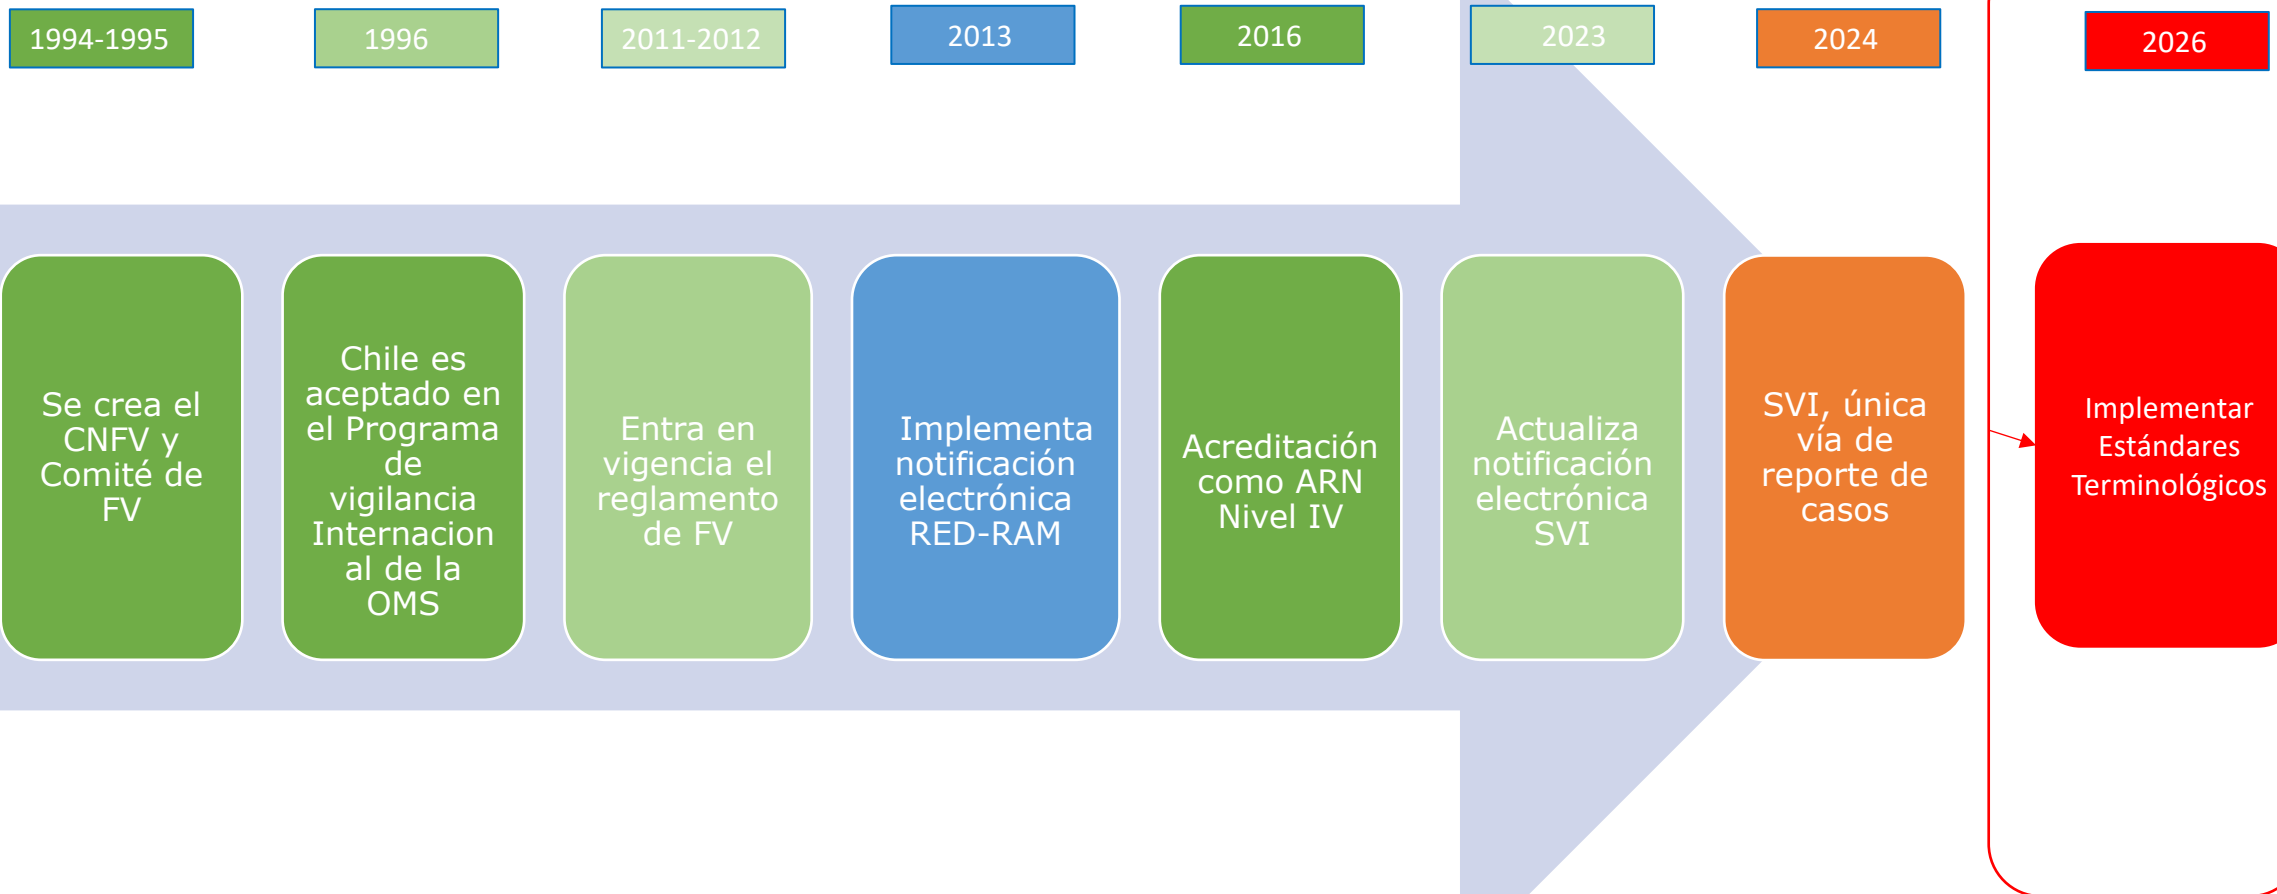 1994-1995
1996
2011-2012
2013
2016
2023
2024
2026
Se crea el
CNFV y
Comité de
FV
Chile es
aceptado en
el Programa
de
vigilancia
Internacion
al de la
OMS
Entra en
vigencia el
reglamento
de FV
Implementa
notificación
electrónica
RED-RAM
Acreditación
como ARN
Nivel IV
Actualiza
notificación
electrónica
SVI
SVI, única
vía de
reporte de
casos
Implementar
Estándares
Terminológicos